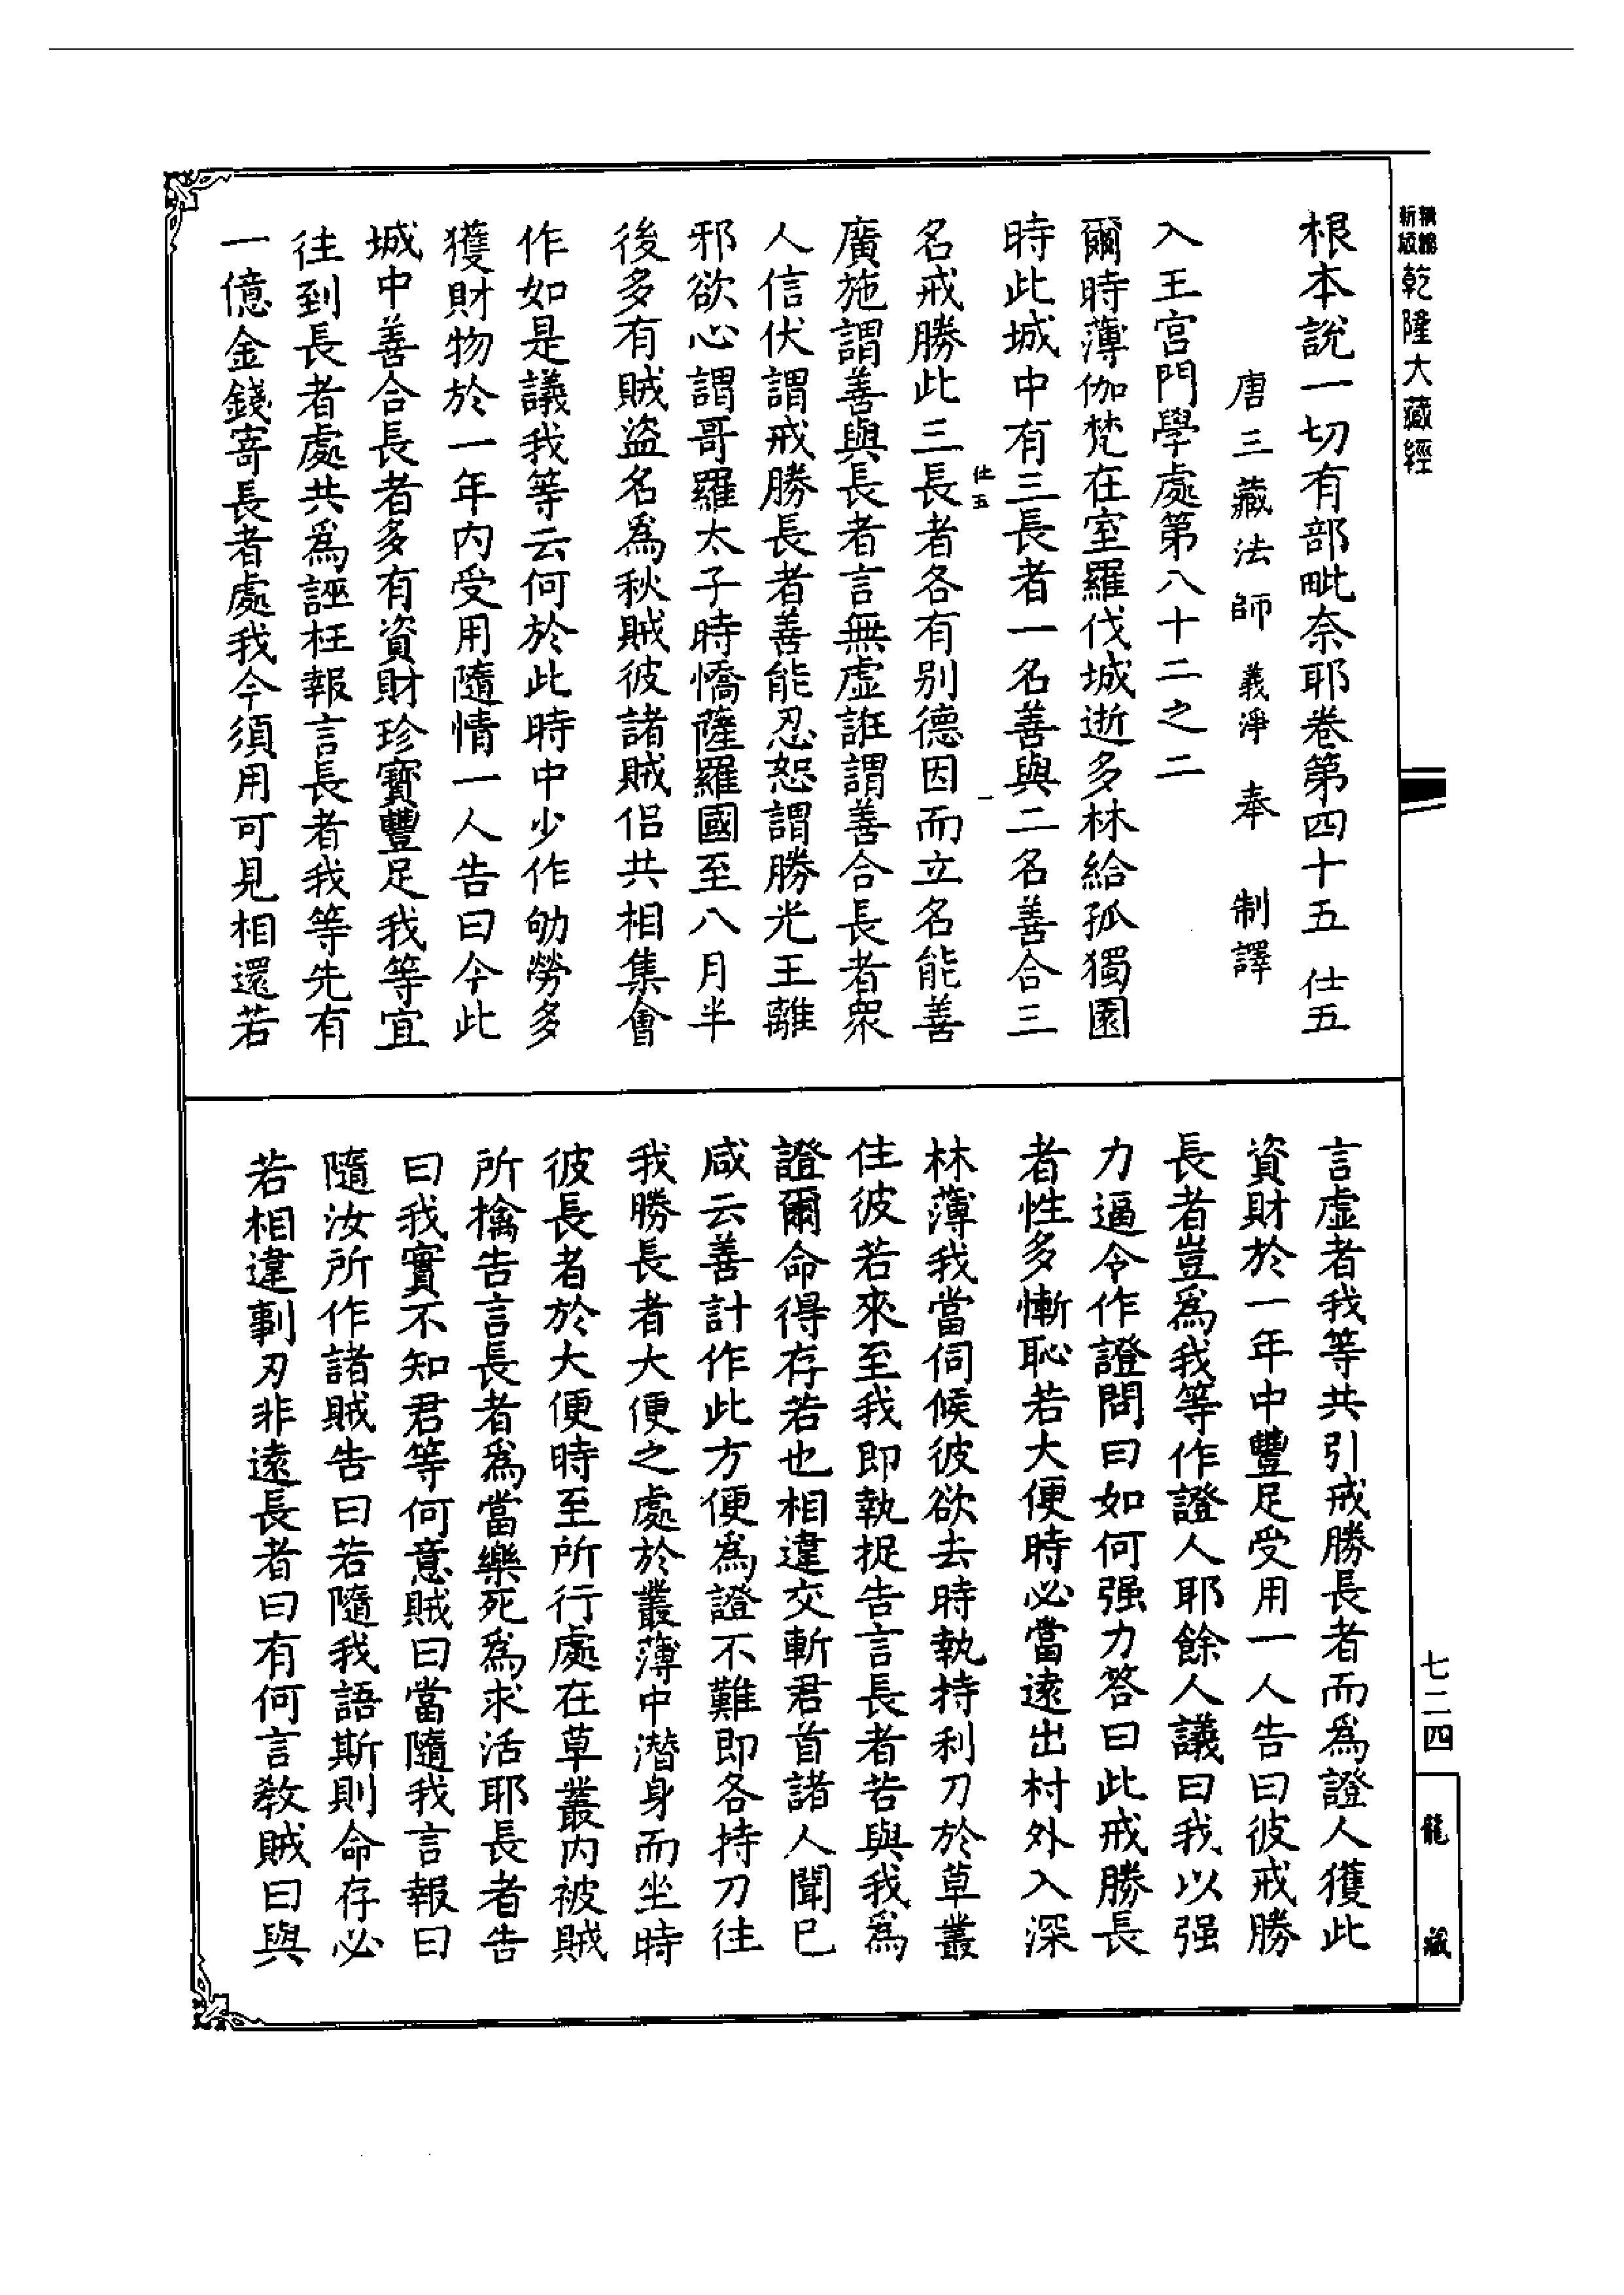 精縮
新版
乾隆大藏經
根本說一切有部毗奈耶卷第四十五 仕五
唐三藏法師 義淨 奉 制譯
入王宮門學處第八十二之二
爾時薄伽梵在室羅伐城逝多林給孤獨園
時此城中有三長者一名善與二名善合三
仕五 一
名戒勝此三長者各有別德因而立名能善
廣施謂善與長者言無虛誑謂善合長者衆
人信伏謂戒勝長者善能忍恕謂勝光王離
邪欲心謂哥羅太子時憍薩羅國至八月半
後多有賊盜名爲秋賊彼諸賊侶共相集會
作如是議我等云何於此時中少作劬勞多
獲財物於一年內受用隨情一人告曰今此
城中善合長者多有資財珍寶豐足我等宜
往到長者處共爲誣枉報言長者我等先有
一億金錢寄長者處我今須用可見相還若
言虛者我等共引戒勝長者而爲證人獲此
資財於一年中豐足受用一人告曰彼戒勝
長者豈爲我等作證人耶餘人議曰我以强
力逼令作證問曰如何强力答曰此戒勝長
者性多慚恥若大便時必當遠出村外入深
林薄我當伺候彼欲去時執持利刀於草叢
住彼若來至我即執捉告言長者若與我爲
證爾命得存若也相違交斬君首諸人聞已
咸云善計作此方便爲證不難即各持刀往
我勝長者大便之處於叢薄中潛身而坐時
彼長者於大便時至所行處在草叢內被賊
所擒告言長者爲當樂死爲求活耶長者告
曰我實不知君等何意賊曰當隨我言報曰
隨汝所作諸賊告曰若隨我語斯則命存必
若相違剚刃非遠長者曰有何言敎賊曰與
七二四
龍藏